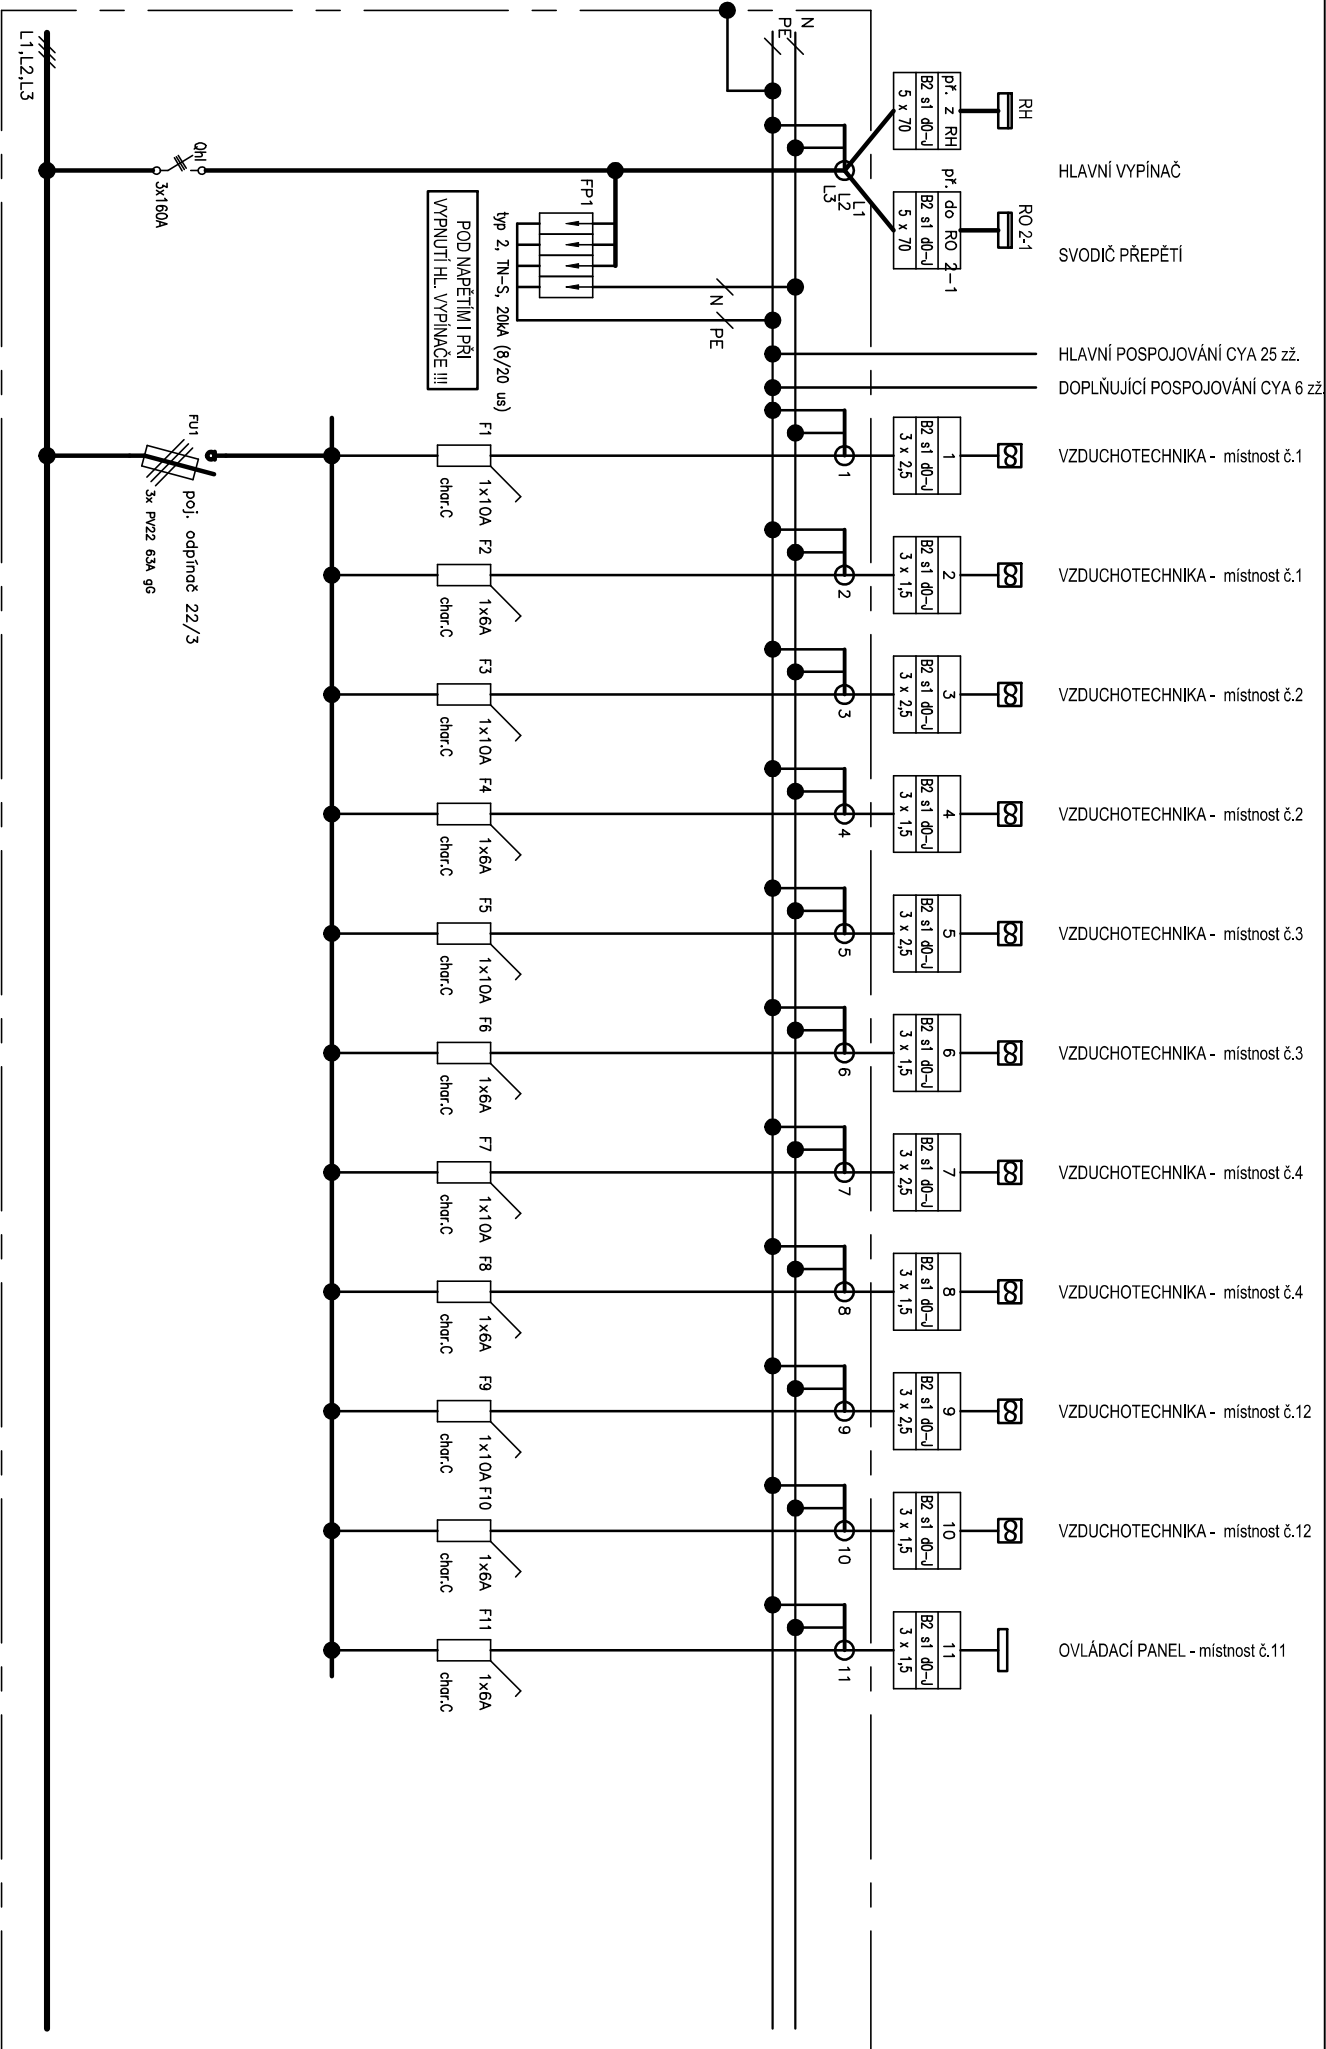 RH
př. z RH
B2 s1 d0-J
5 x 70
HLAVNÍ VYPÍNAČ
RO 2-1
př. do RO 2-1
B2 s1 d0-J
5 x 70
SVODIČ PŘEPĚTÍ
N
PE
L1,L2,L3
L1
L2
L3
Qhl
3x160A
FP1
typ 2, TN-S, 20kA (8/20 us)
POD NAPĚTÍM I PŘI
VYPNUTÍ HL. VYPÍNAČE !!!
N
PE
HLAVNÍ POSPOJOVÁNÍ CYA 25 zž.
DOPLŇUJÍCÍ POSPOJOVÁNÍ CYA 6 zž.
FU1
poj. odpínač 22/3
3x PV22 63A gG
F1
1x10A
char.C
1
1
B2 s1 d0-J
3 x 2,5
VZDUCHOTECHNIKA - místnost č.1
F2
1x6A
char.C
2
2
B2 s1 d0-J
3 x 1,5
VZDUCHOTECHNIKA - místnost č.1
F3
1x10A
char.C
3
3
B2 s1 d0-J
3 x 2,5
VZDUCHOTECHNIKA - místnost č.2
F4
1x6A
char.C
4
4
B2 s1 d0-J
3 x 1,5
VZDUCHOTECHNIKA - místnost č.2
F5
1x10A
char.C
5
5
B2 s1 d0-J
3 x 2,5
VZDUCHOTECHNIKA - místnost č.3
F6
1x6A
char.C
6
6
B2 s1 d0-J
3 x 1,5
VZDUCHOTECHNIKA - místnost č.3
F7
1x10A
char.C
7
7
B2 s1 d0-J
3 x 2,5
VZDUCHOTECHNIKA - místnost č.4
F8
1x6A
char.C
8
8
B2 s1 d0-J
3 x 1,5
VZDUCHOTECHNIKA - místnost č.4
F9
1x10A
char.C
9
9
B2 s1 d0-J
3 x 2,5
VZDUCHOTECHNIKA - místnost č.12
F10
1x6A
char.C
10
10
B2 s1 d0-J
3 x 1,5
VZDUCHOTECHNIKA - místnost č.12
F11
1x6A
char.C
11
11
B2 s1 d0-J
3 x 1,5
OVLÁDACÍ PANEL - místnost č.11